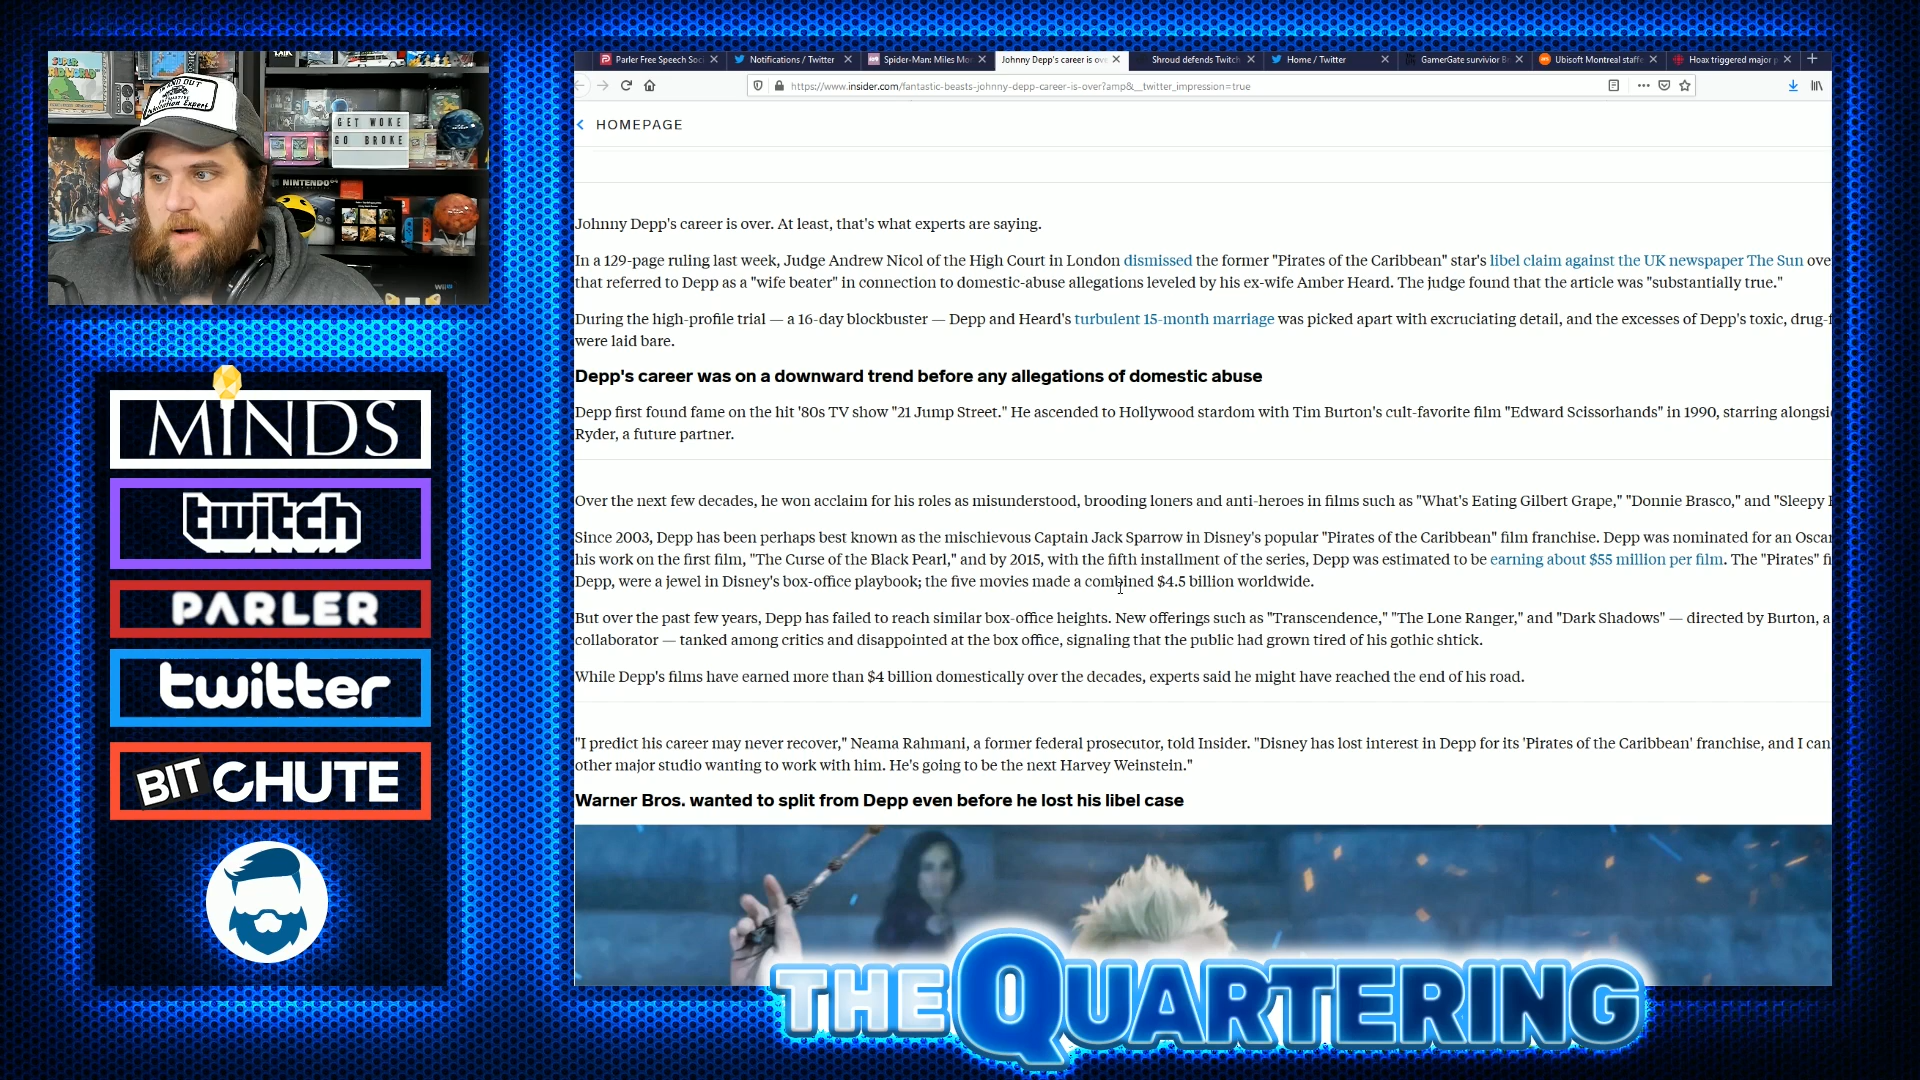 SUPER
GET WOKE
GO BROKE
NINTENDO
MINDS
twitch
PARLER
twitter
BITCHUTE
Parler Free Speech Soc
Notifications / Twitter
Spider-Man: Miles Mo
Johnny Depp's career is ov
Shroud defends Twitch
Home / Twitter
GamerGate survivior B
Ubisoft Montreal staff
Hoax triggered major p
https://www.insider.com/fantastic-beasts-johnny-depp-career-is-over?amp&__twitter_impression=true
HOMEPAGE
Johnny Depp's career is over. At least, that's what experts are saying.
In a 129-page ruling last week, Judge Andrew Nicol of the High Court in London dismissed the former "Pirates of the Caribbean" star's libel claim against the UK newspaper The Sun ove
that referred to Depp as a "wife beater" in connection to domestic-abuse allegations leveled by his ex-wife Amber Heard. The judge found that the article was "substantially true."
During the high-profile trial — a 16-day blockbuster — Depp and Heard's turbulent 15-month marriage was picked apart with excruciating detail, and the excesses of Depp's toxic, drug-f
were laid bare.
Depp's career was on a downward trend before any allegations of domestic abuse
Depp first found fame on the hit '80s TV show "21 Jump Street." He ascended to Hollywood stardom with Tim Burton's cult-favorite film "Edward Scissorhands" in 1990, starring alongsi
Ryder, a future partner.
Over the next few decades, he won acclaim for his roles as misunderstood, brooding loners and anti-heroes in films such as "What's Eating Gilbert Grape," "Donnie Brasco," and "Sleepy
Since 2003, Depp has been perhaps best known as the mischievous Captain Jack Sparrow in Disney's popular "Pirates of the Caribbean" film franchise. Depp was nominated for an Oscar
his work on the first film, "The Curse of the Black Pearl," and by 2015, with the fifth installment of the series, Depp was estimated to be earning about $55 million per film. The "Pirates" fi
Depp, were a jewel in Disney's box-office playbook; the five movies made a combined $4.5 billion worldwide.
But over the past few years, Depp has failed to reach similar box-office heights. New offerings such as "Transcendence," "The Lone Ranger," and "Dark Shadows" — directed by Burton, a
collaborator — tanked among critics and disappointed at the box office, signaling that the public had grown tired of his gothic shtick.
While Depp's films have earned more than $4 billion domestically over the decades, experts said he might have reached the end of his road.
"I predict his career may never recover," Neama Rahmani, a former federal prosecutor, told Insider. "Disney has lost interest in Depp for its 'Pirates of the Caribbean' franchise, and I can
other major studio wanting to work with him. He's going to be the next Harvey Weinstein."
Warner Bros. wanted to split from Depp even before he lost his libel case
THE QUARTERING